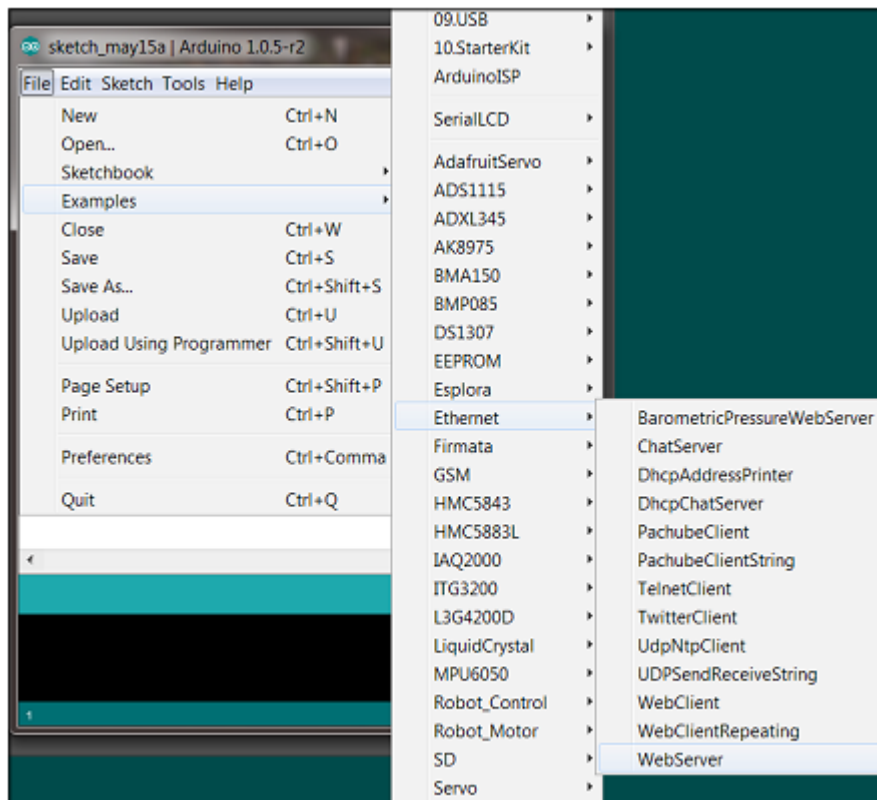 sketch_may15a | Arduino 1.0.5-r2
File Edit Sketch Tools Help
New Ctrl+N
Open... Ctrl+O
Sketchbook
Examples
Close Ctrl+W
Save Ctrl+S
Save As... Ctrl+Shift+S
Upload Ctrl+U
Upload Using Programmer Ctrl+Shift+U
Page Setup Ctrl+Shift+P
Print Ctrl+P
Preferences Ctrl+Comma
Quit Ctrl+Q
1
09.USB
10.StarterKit
ArduinoISP
SerialLCD
AdafruitServo
ADS1115
ADXL345
AK8975
BMA150
BMP085
DS1307
EEPROM
Esplora
Ethernet
Firmata
GSM
HMC5843
HMC5883L
IAQ2000
ITG3200
L3G4200D
LiquidCrystal
MPU6050
Robot_Control
Robot_Motor
SD
Servo
BarometricPressureWebServer
ChatServer
DhcpAddressPrinter
DhcpChatServer
PachubeClient
PachubeClientString
TelnetClient
TwitterClient
UdpNtpClient
UDPSendReceiveString
WebClient
WebClientRepeating
WebServer